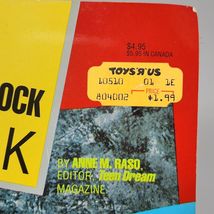 $4.95
$5.95 IN CANADA
TOYS "R" US
10510 01 1E
PRICE
804002 $1.99
OCK
K
BY ANNE M. RASO,
EDITOR, Teen Dream
MAGAZINE